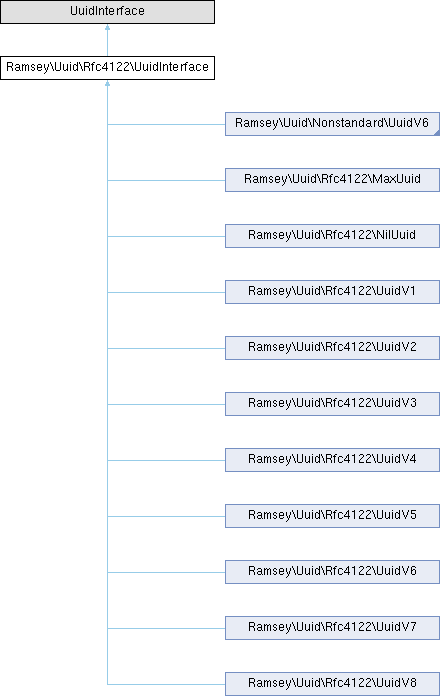 UuidInterface
Ramsey\Uuid\Rfc4122\UuidInterface
Ramsey\Uuid\Nonstandard\UuidV6
Ramsey\Uuid\Rfc4122\MaxUuid
Ramsey\Uuid\Rfc4122\NilUuid
Ramsey\Uuid\Rfc4122\UuidV1
Ramsey\Uuid\Rfc4122\UuidV2
Ramsey\Uuid\Rfc4122\UuidV3
Ramsey\Uuid\Rfc4122\UuidV4
Ramsey\Uuid\Rfc4122\UuidV5
Ramsey\Uuid\Rfc4122\UuidV6
Ramsey\Uuid\Rfc4122\UuidV7
Ramsey\Uuid\Rfc4122\UuidV8